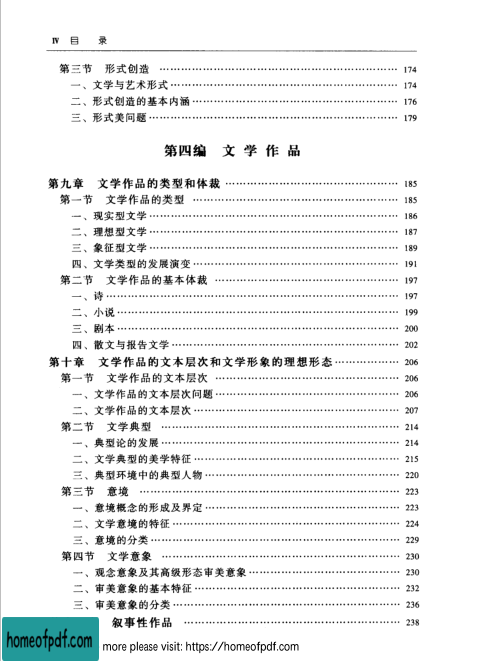 Ⅳ 目 录
第三节 形式创造 ………………………… 174
一、文学与艺术形式 ………………………… 174
二、形式创造的基本内涵 ………………………… 176
三、形式美问题 ………………………… 179
第四编 文学作品
第九章 文学作品的类型和体裁 ………………………… 185
第一节 文学作品的类型 ………………………… 185
一、现实型文学 ………………………… 186
二、理想型文学 ………………………… 187
三、象征型文学 ………………………… 189
四、文学类型的发展演变 ………………………… 191
第二节 文学作品的基本体裁 ………………………… 197
一、诗 ………………………… 197
二、小说 ………………………… 199
三、剧本 ………………………… 200
四、散文与报告文学 ………………………… 202
第十章 文学作品的文本层次和文学形象的理想形态 ……………… 206
第一节 文学作品的文本层次 ………………………… 206
一、文学作品的文本层次问题 ………………………… 206
二、文学作品的文本层次 ………………………… 207
第二节 文学典型 ………………………… 214
一、典型论的发展 ………………………… 214
二、文学典型的美学特征 ………………………… 215
三、典型环境中的典型人物 ………………………… 220
第三节 意境 ………………………… 223
一、意境概念的形成及界定 ………………………… 223
二、文学意境的特征 ………………………… 224
三、意境的分类 ………………………… 229
第四节 文学意象 ………………………… 230
一、观念意象及其高级形态审美意象 ………………………… 230
二、审美意象的基本特征 ………………………… 232
三、审美意象的分类 ………………………… 236
叙事性作品 ………………………… 238
homeofpdf.com more please visit: https://homeofpdf.com